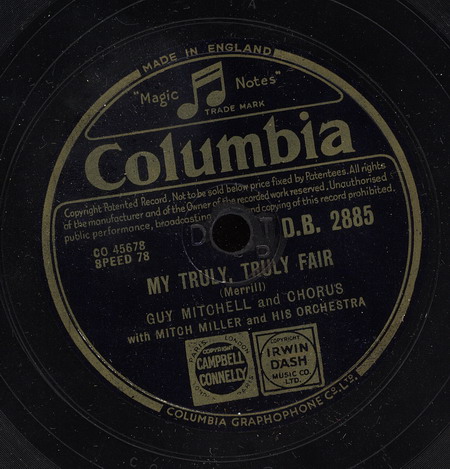 MADE IN ENGLAND
"Magic Notes"
TRADE MARK
Columbia
Copyright Patented Record. Not to be sold below price fixed by Patentees. All rights
of the manufacturer and of the Owner of the recorded work reserved. Unauthorised
public performance, broadcasting and copying of this record prohibited.
D.B. 2885
CO 45678
SPEED 78
MY TRULY, TRULY FAIR
(Merrill)
GUY MITCHELL and CHORUS
with MITCH MILLER and HIS ORCHESTRA
COPYRIGHT
CAMPBELL
CONNELLY
PARIS LONDON
COPYRIGHT
IRWIN
DASH
MUSIC CO.
LTD.
COLUMBIA GRAPHOPHONE CO. LTD.